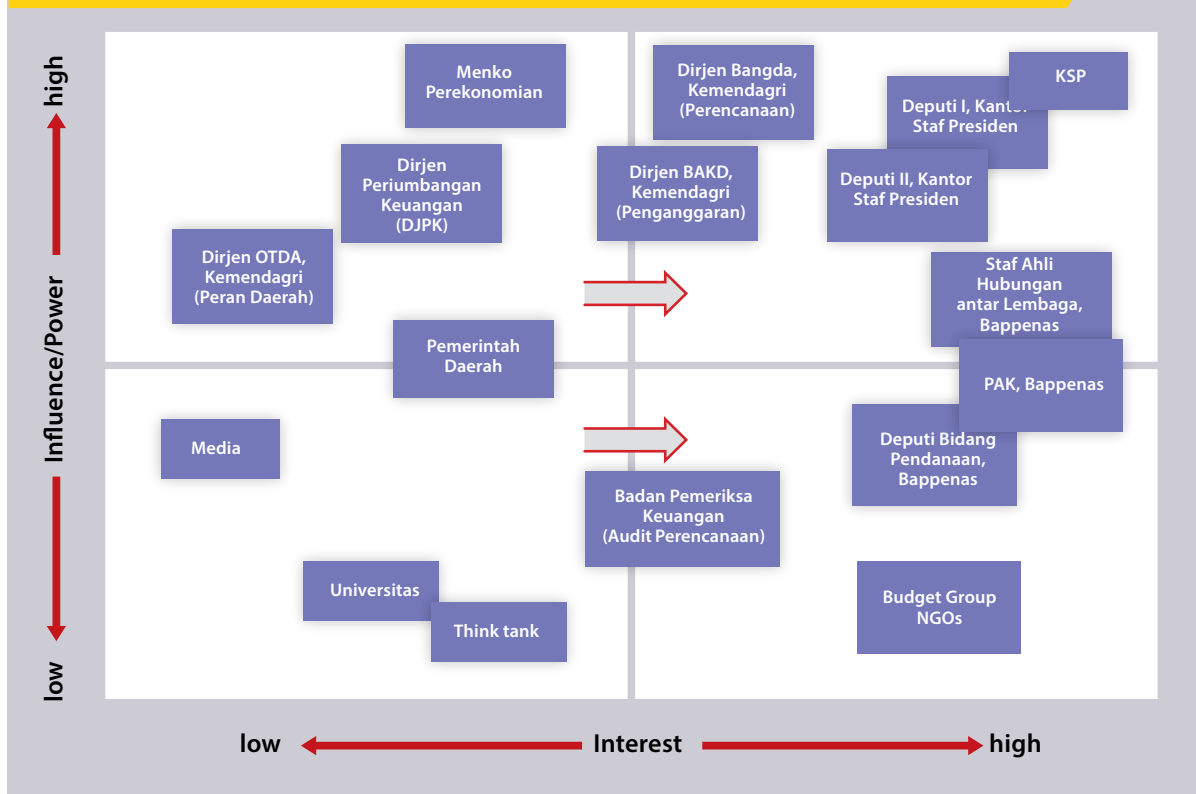 high
Influence/Power
low
Menko
Perekonomian
Dirjen
Periumbangan
Keuangan
(DJPK)
Dirjen OTDA,
Kemendagri
(Peran Daerah)
Pemerintah
Daerah
Dirjen Bangda,
Kemendagri
(Perencanaan)
Dirjen BAKD,
Kemendagri
(Penganggaran)
KSP
Deputi I, Kantor
Staf Presiden
Deputi II, Kantor
Staf Presiden
Staf Ahli
Hubungan
antar Lembaga,
Bappenas
PAK, Bappenas
Media
Universitas
Think tank
Badan Pemeriksa
Keuangan
(Audit Perencanaan)
Deputi Bidang
Pendanaan,
Bappenas
Budget Group
NGOs
low
Interest
high